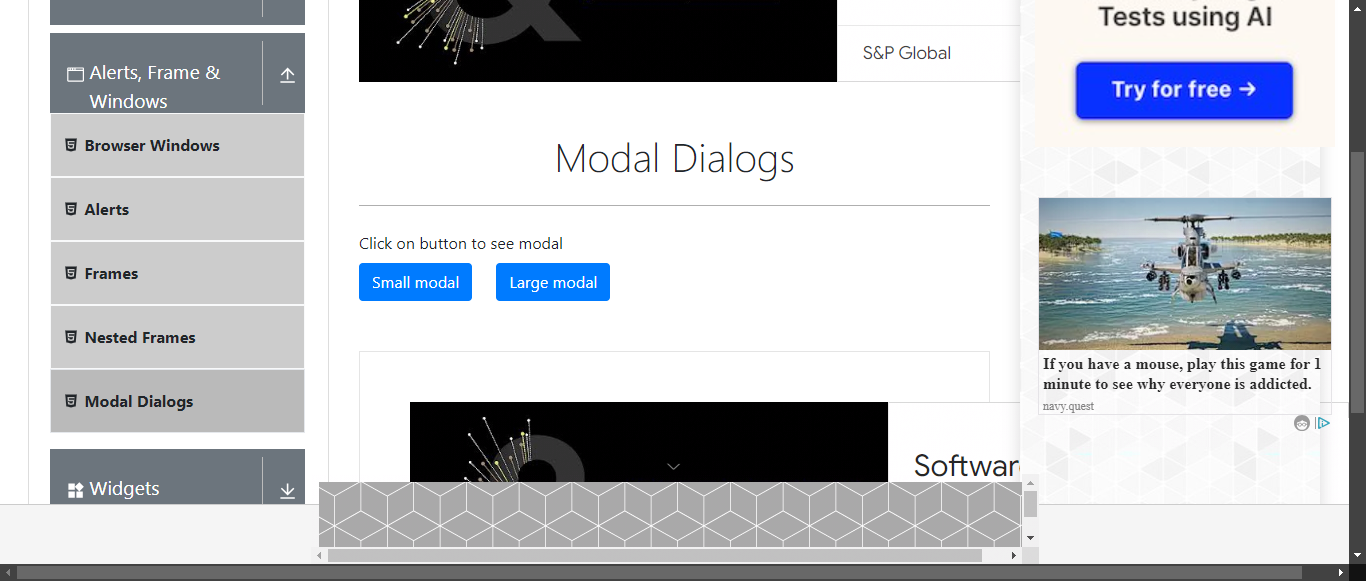 Alerts, Frame &
Windows
Browser Windows
Alerts
Frames
Nested Frames
Modal Dialogs
Widgets
&
S&P Global
Modal Dialogs
Click on button to see modal
Small modal
Large modal
&
Software
Tests using AI
Try for free →
If you have a mouse, play this game for 1
minute to see why everyone is addicted.
navy.quest